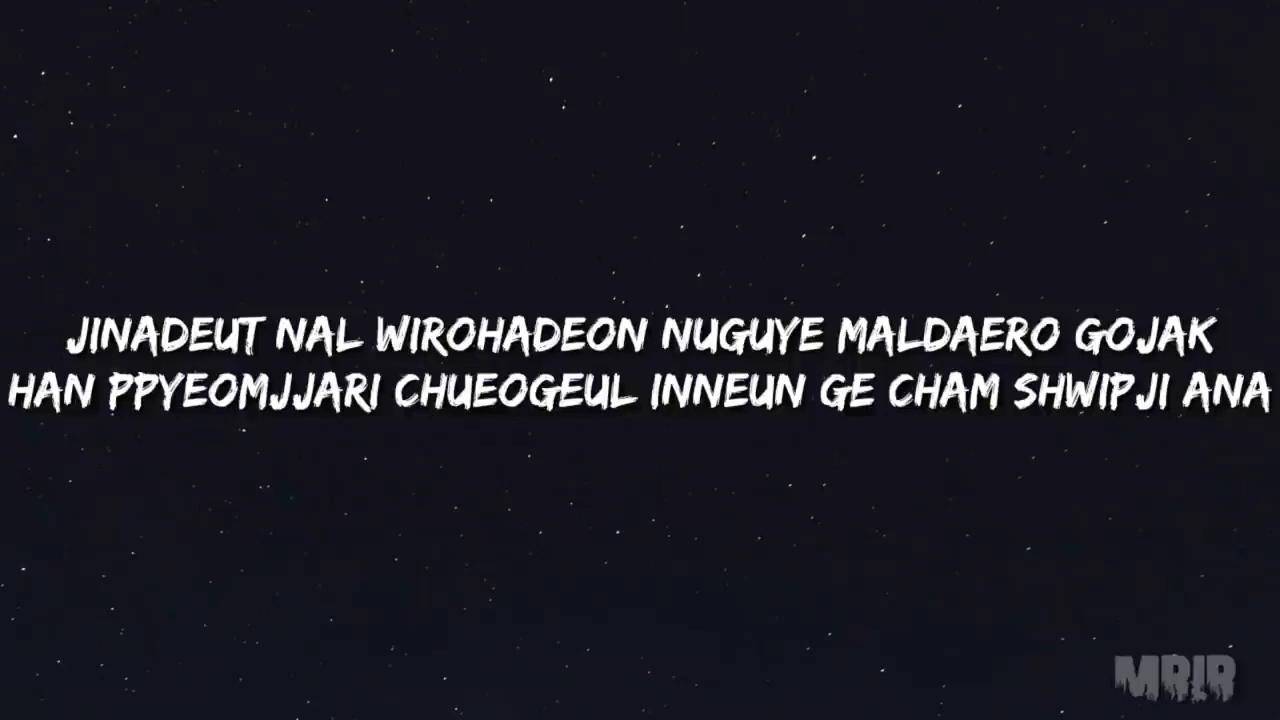 JINADEUT NAL WIROHADEON NUGUYE MALDAERO GOJAK
HAN PPYEOMJJARI CHUEOGEUL INNEUN GE CHAM SHWIPJI ANA
MRIR